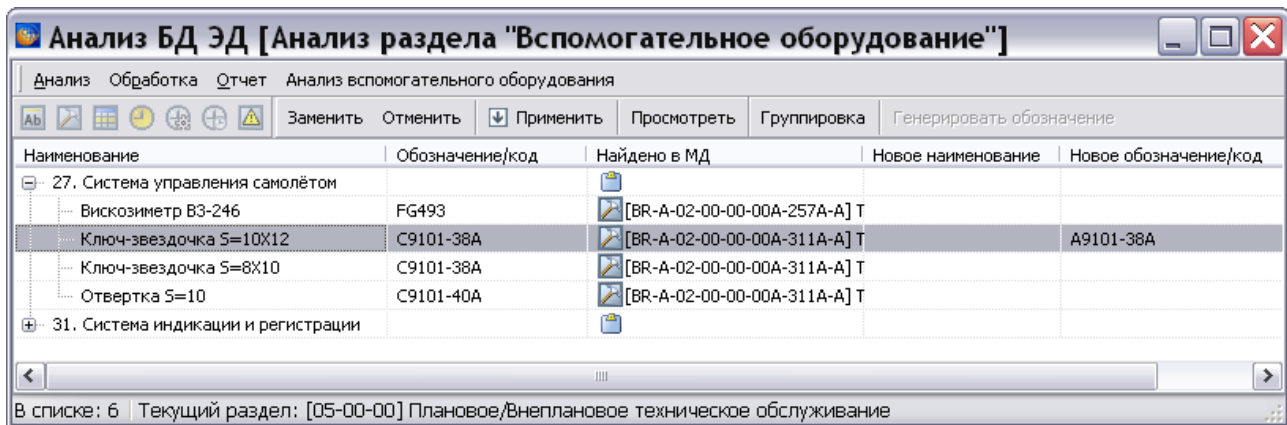 Анализ БД ЭД [Анализ раздела "Вспомогательное оборудование"]
Анализ Обработка Отчет Анализ вспомогательного оборудования
Ab Заменить Отменить Применить Просмотреть Группировка Генерировать обозначение
Наименование Обозначение/код Найдено в МД Новое наименование Новое обозначение/код
27. Система управления самолётом
Вискозиметр ВЗ-246 FG493 [BR-A-02-00-00-00A-257A-A] Т
Ключ-звездочка S=10X12 C9101-38A [BR-A-02-00-00-00A-311A-A] Т A9101-38A
Ключ-звездочка S=8X10 C9101-38A [BR-A-02-00-00-00A-311A-A] Т
Отвертка S=10 C9101-40A [BR-A-02-00-00-00A-311A-A] Т
31. Система индикации и регистрации
В списке: 6 Текущий раздел: [05-00-00] Плановое/Внеплановое техническое обслуживание